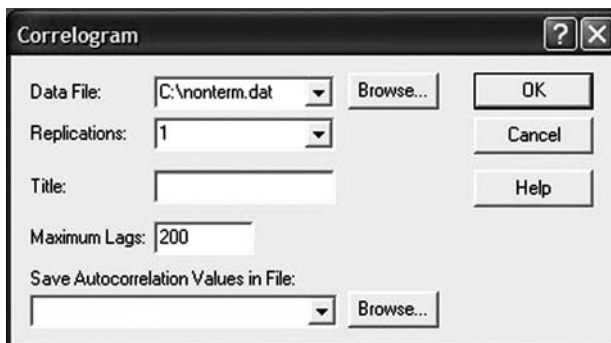 Correlogram
Data File: C:\nonterm.dat Browse... OK
Replications: 1 Cancel
Title: Help
Maximum Lags: 200
Save Autocorrelation Values in File:
Browse...